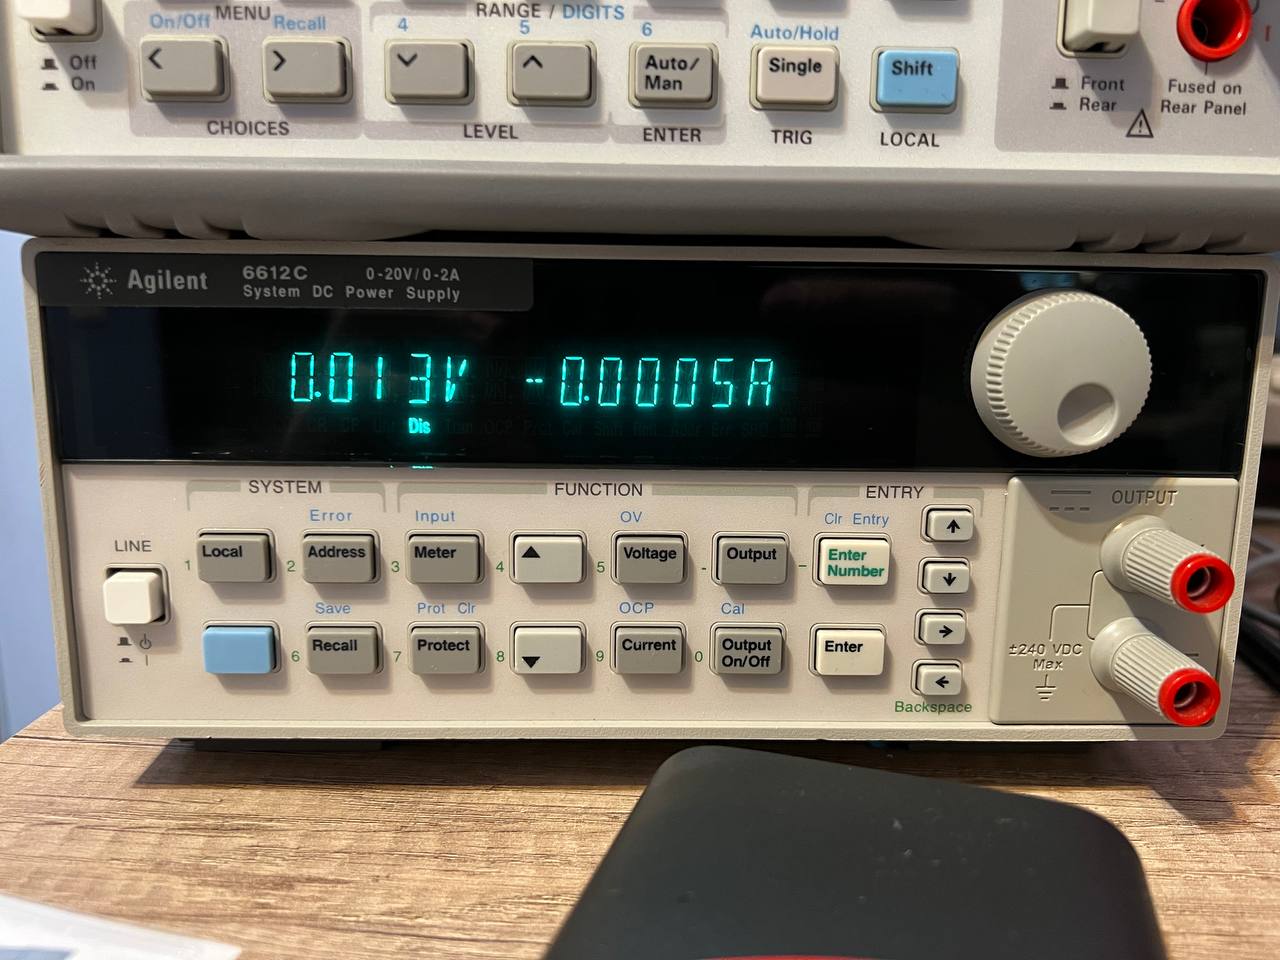 MENU
RANGE / DIGITS
On/Off
Recall
4
5
6
Auto/Hold
Off
On
Auto/
Man
Single
Shift
Front
Rear
Fused on
Rear Panel
CHOICES
LEVEL
ENTER
TRIG
LOCAL
Agilent
6612C
0-20V/0-2A
System DC Power Supply
0.013V
-0.0005A
Dis
SYSTEM
FUNCTION
ENTRY
OUTPUT
Error
Input
OV
Clr Entry
LINE
1
Local
2
Address
3
Meter
4
5
Voltage
.
Output
-
Enter
Number
Save
Prot Clr
OCP
Cal
6
Recall
7
Protect
8
9
Current
0
Output
On/Off
Enter
Backspace
±240 VDC
Max